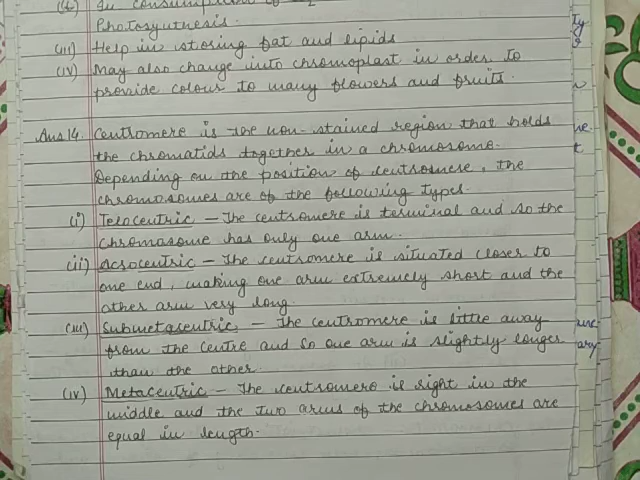 (ii) In consumption of
Photosynthesis.
(iii) Help in storing fat and lipids
(iv) May also change into chromoplast in order to
provide colour to many flowers and fruits.
Ans 14. Centromere is the non-stained region that holds
the chromatids together in a chromosome.
Depending on the position of centromere, the
chromosomes are of the following types.
(i) Telocentric - The centromere is terminal and so the
chromosome has only one arm.
(ii) Acrocentric - The centromere is situated closer to
one end, making one arm extremely short and the
other arm very long.
(iii) Submetacentric, - The centromere is little away
from the centre and so one arm is slightly longer
than the other.
(iv) Metacentric - The centromere is right in the
middle and the two arms of the chromosomes are
equal in length.